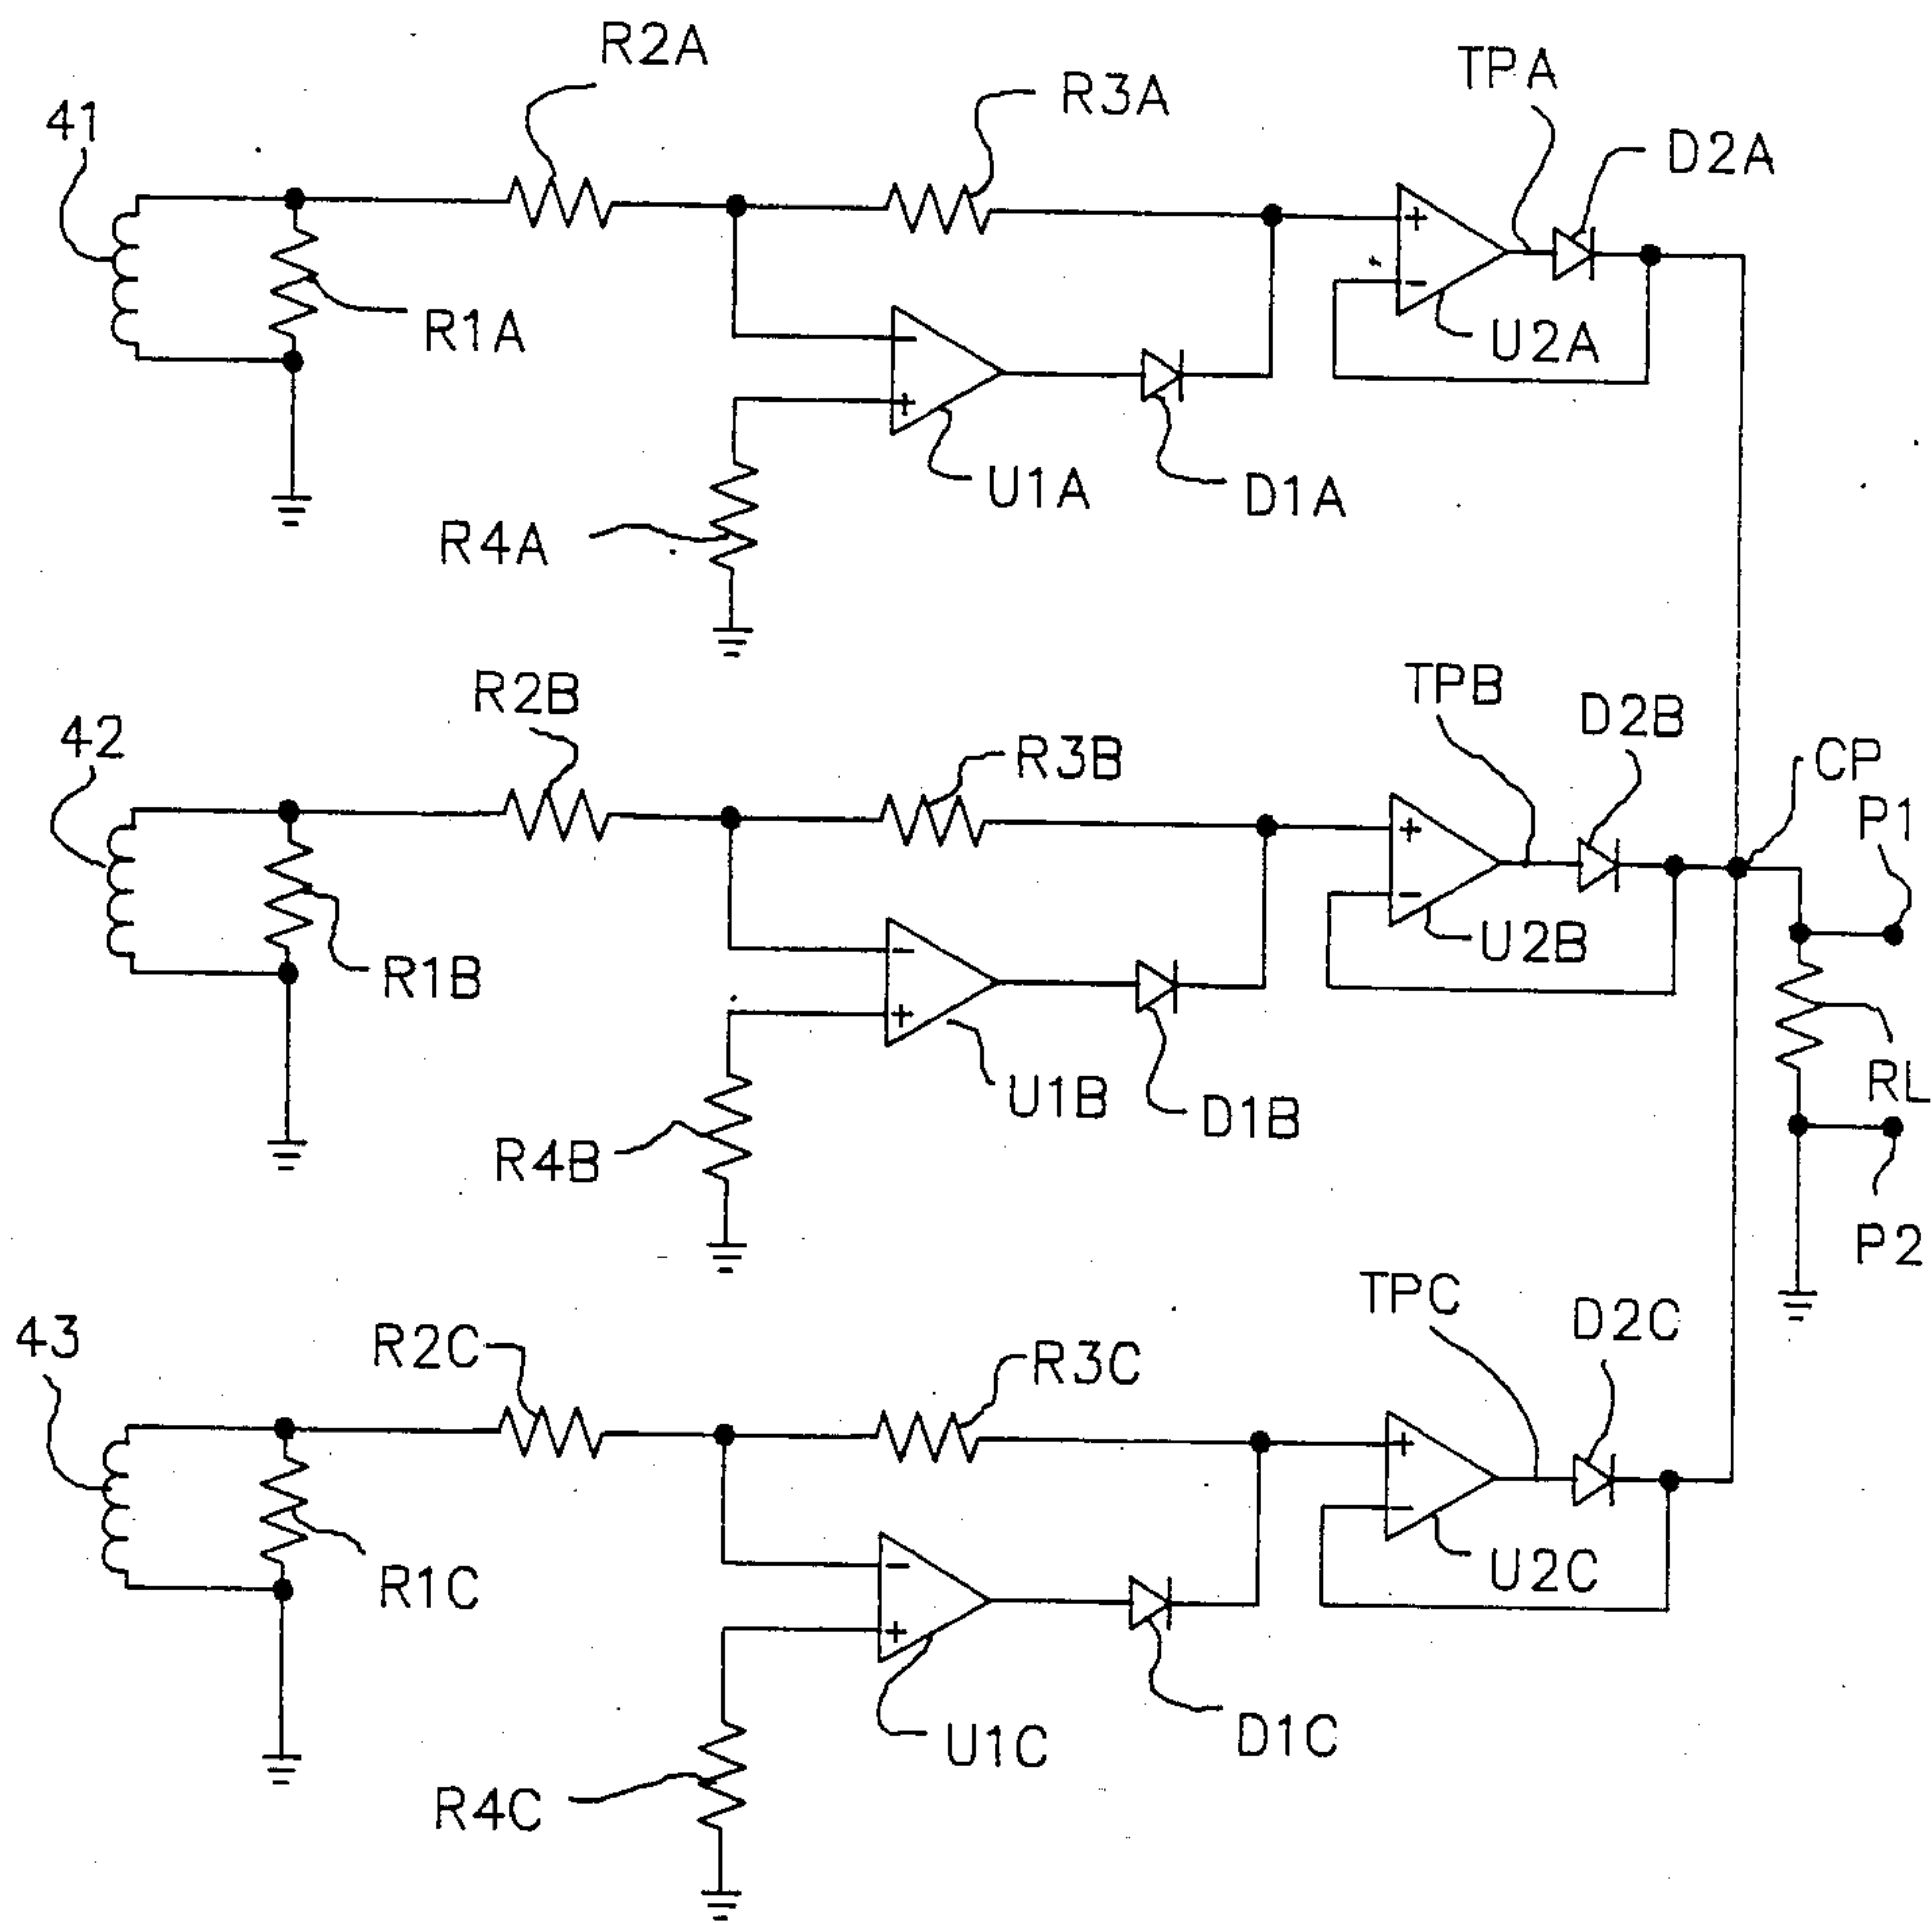 R2A
TPA
R3A
41
D2A
R1A
U2A
U1A
D1A
R4A
R2B
TPB
D2B
42
R3B
CP
P1
U2B
R1B
U1B
RL
D1B
R4B
P2
TPC
D2C
43
R2C
R3C
R1C
U2C
U1C
D1C
R4C